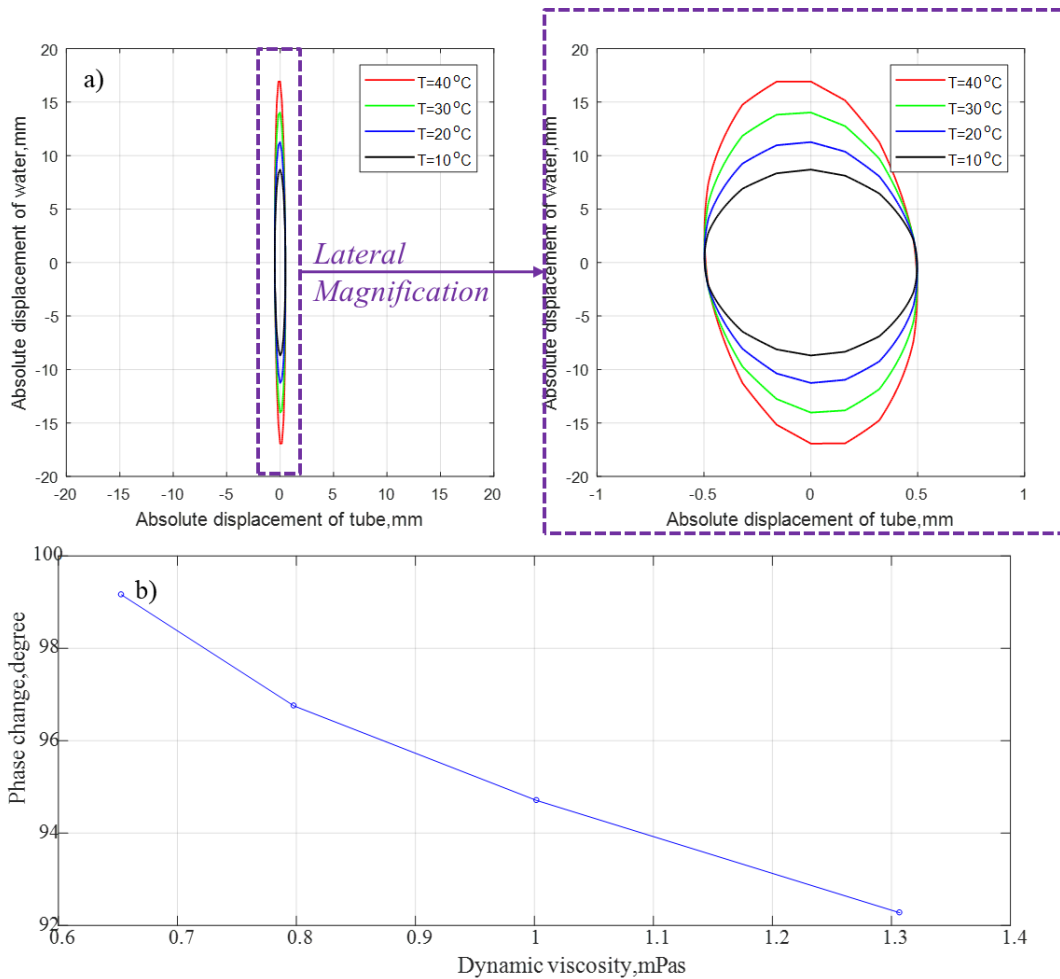 a)
Absolute displacement of water,mm
20
15
10
5
0
-5
-10
-15
-20
-20
-15
-10
-5
0
5
10
15
20
Absolute displacement of tube,mm
T=40 °C
T=30 °C
T=20 °C
T=10 °C
Lateral
Magnification
Absolute displacement of water,mm
20
15
10
5
0
-5
-10
-15
-20
-1
-0.5
0
0.5
1
Absolute displacement of tube,mm
T=40 °C
T=30 °C
T=20 °C
T=10 °C
b)
Phase change,degree
100
98
96
94
92
0.6
0.7
0.8
0.9
1
1.1
1.2
1.3
1.4
Dynamic viscosity,mPas